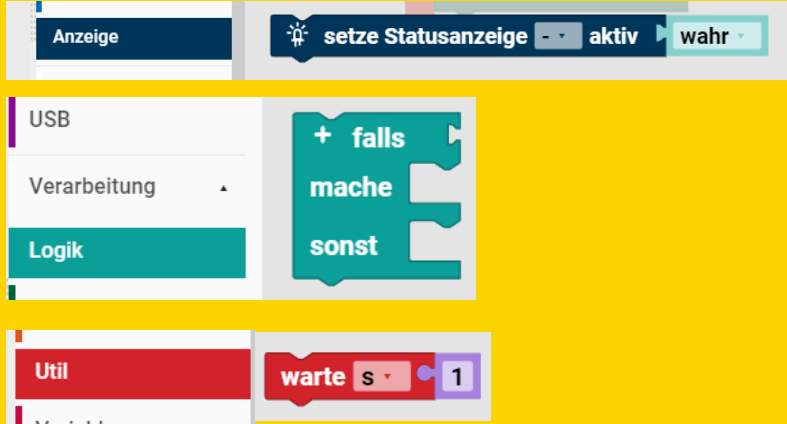 Anzeige
setze Statusanzeige - aktiv wahr
USB
Verarbeitung
Logik
+ falls
mache
sonst
Util
warte s 1